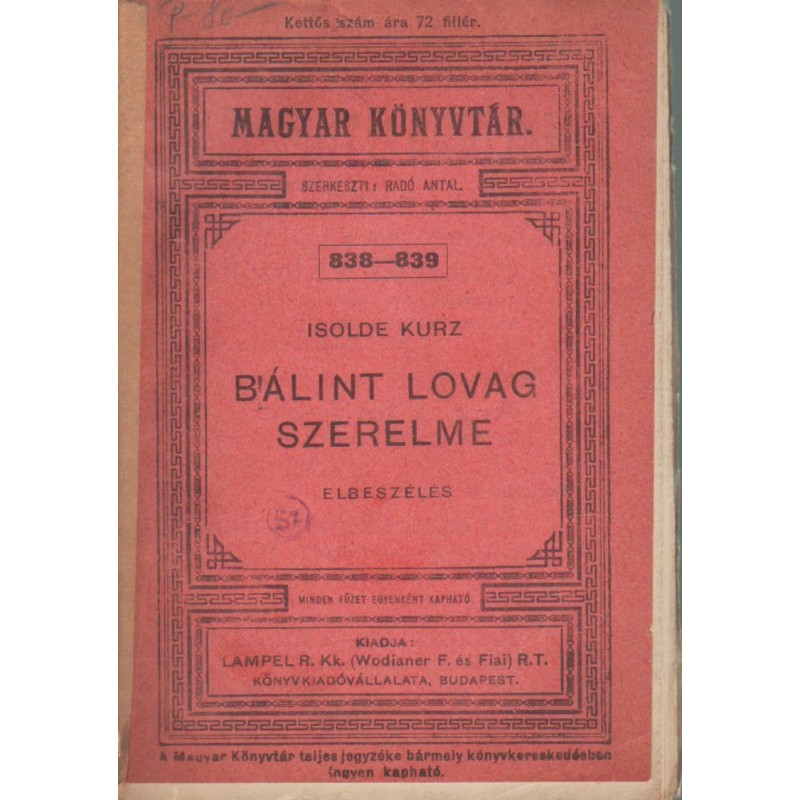 Kettős szám ára 72 fillér.
MAGYAR KÖNYVTÁR.
SZERKESZTI: RADÓ ANTAL.
838—839
ISOLDE KURZ
BÁLINT LOVAG
SZERELME
ELBESZÉLÉS
57
MINDEN FÜZET EGYENKÉNT KAPHATÓ
KIADJA:
LAMPEL R. Kk. (Wodianer F. és Fiai) R.T.
KÖNYVKIADÓVÁLLALATA, BUDAPEST.
A Magyar Könyvtár teljes jegyzéke bármely könyvkereskedésben
ingyen kapható.